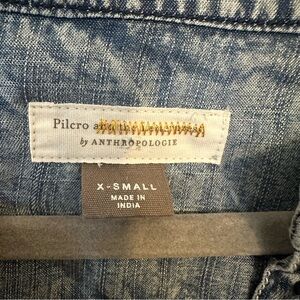 Pilcro and the
by ANTHROPOLOGIE
X-SMALL
MADE IN
INDIA